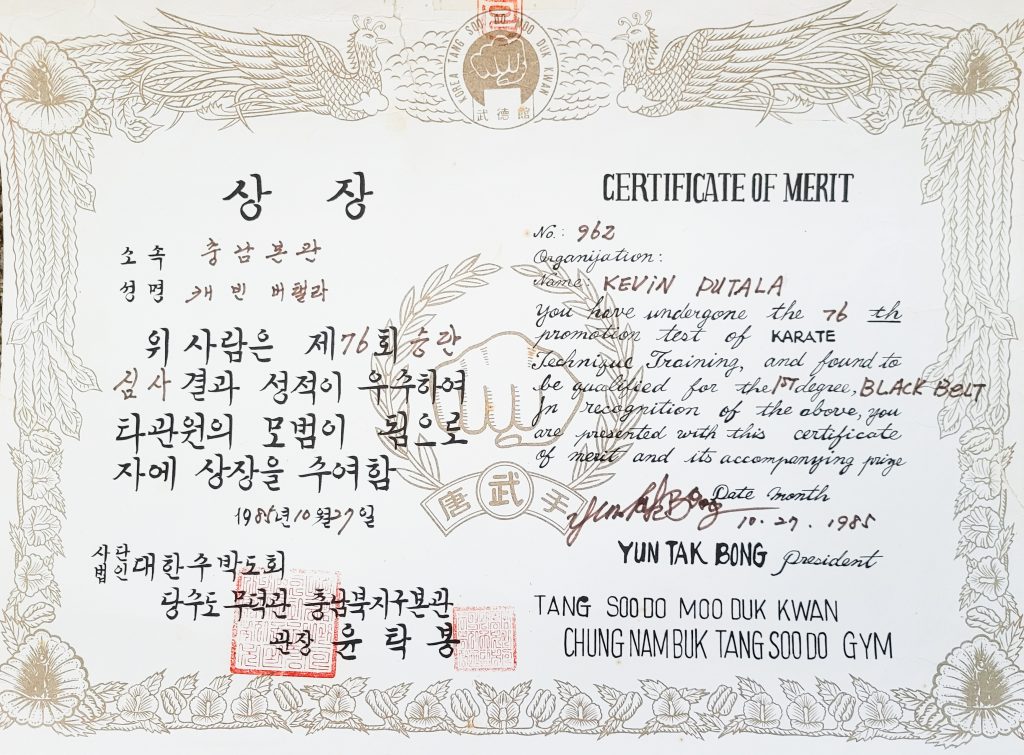 KOREA TANG SOO DO MOO DUK KWAN
武德館
상 장
소속 충남본관
성명 캐빈 버랄라
위 사람은 제76회 승단
심사 결과 성적이 우수하여
타관원의 모범이 됨으로
자에 상장을 수여함
1985년 10월 27일
사단법인 대한수박도회
당수도 무덕관 충남북지구본관
관장 윤탁봉
唐武手
CERTIFICATE OF MERIT
No.: 962
Organijation:
Name: KEVIN DUTALA
You have undergone the 76 th
promotion test of KARATE
Technique Training, and found to
be qualified for the 1ST degree, BLACK BELT
In recognition of the above, you
are presented with this certificate
of merit and its accompanying prize
Date month
Yun Tak Bong 10. 27. 1985
YUN TAK BONG president
TANG SOO DO MOO DUK KWAN
CHUNG NAM BUK TANG SOO DO GYM